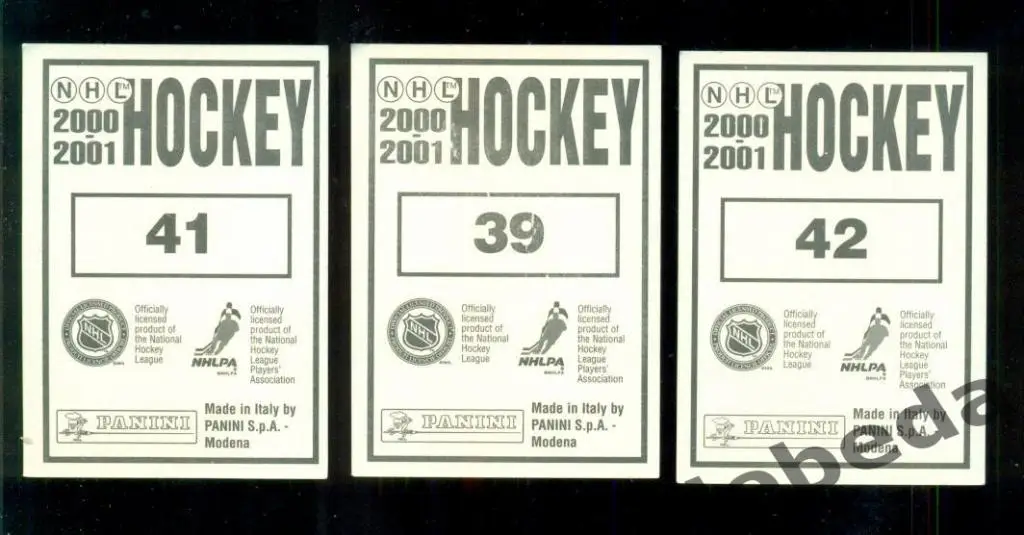 NHL™ HOCKEY
2000-
2001
41
NHL
Officially
licensed
product of
the National
Hockey
League
NHLPA
Officially
licensed
product of
the National
Hockey
League
Players'
Association
PANINI
Made in Italy by
PANINI S.p.A. -
Modena
NHL™ HOCKEY
2000-
2001
39
NHL
Officially
licensed
product of
the National
Hockey
League
NHLPA
Officially
licensed
product of
the National
Hockey
League
Players'
Association
PANINI
Made in Italy by
PANINI S.p.A. -
Modena
NHL™ HOCKEY
2000-
2001
42
NHL
Officially
licensed
product of
the National
Hockey
League
NHLPA
Officially
licensed
product of
the National
Hockey
League
Players'
Association
PANINI
Made in Italy by
PANINI S.p.A. -
Modena